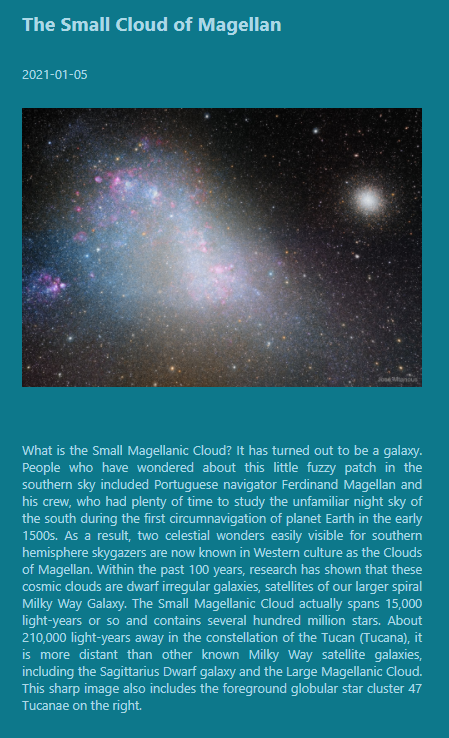 The Small Cloud of Magellan
2021-01-05
What is the Small Magellanic Cloud? It has turned out to be a galaxy.
People who have wondered about this little fuzzy patch in the
southern sky included Portuguese navigator Ferdinand Magellan and
his crew, who had plenty of time to study the unfamiliar night sky of
the south during the first circumnavigation of planet Earth in the early
1500s. As a result, two celestial wonders easily visible for southern
hemisphere skygazers are now known in Western culture as the Clouds
of Magellan. Within the past 100 years, research has shown that these
cosmic clouds are dwarf irregular galaxies, satellites of our larger spiral
Milky Way Galaxy. The Small Magellanic Cloud actually spans 15,000
light-years or so and contains several hundred million stars. About
210,000 light-years away in the constellation of the Tucan (Tucana), it
is more distant than other known Milky Way satellite galaxies,
including the Sagittarius Dwarf galaxy and the Large Magellanic Cloud.
This sharp image also includes the foreground globular star cluster 47
Tucanae on the right.